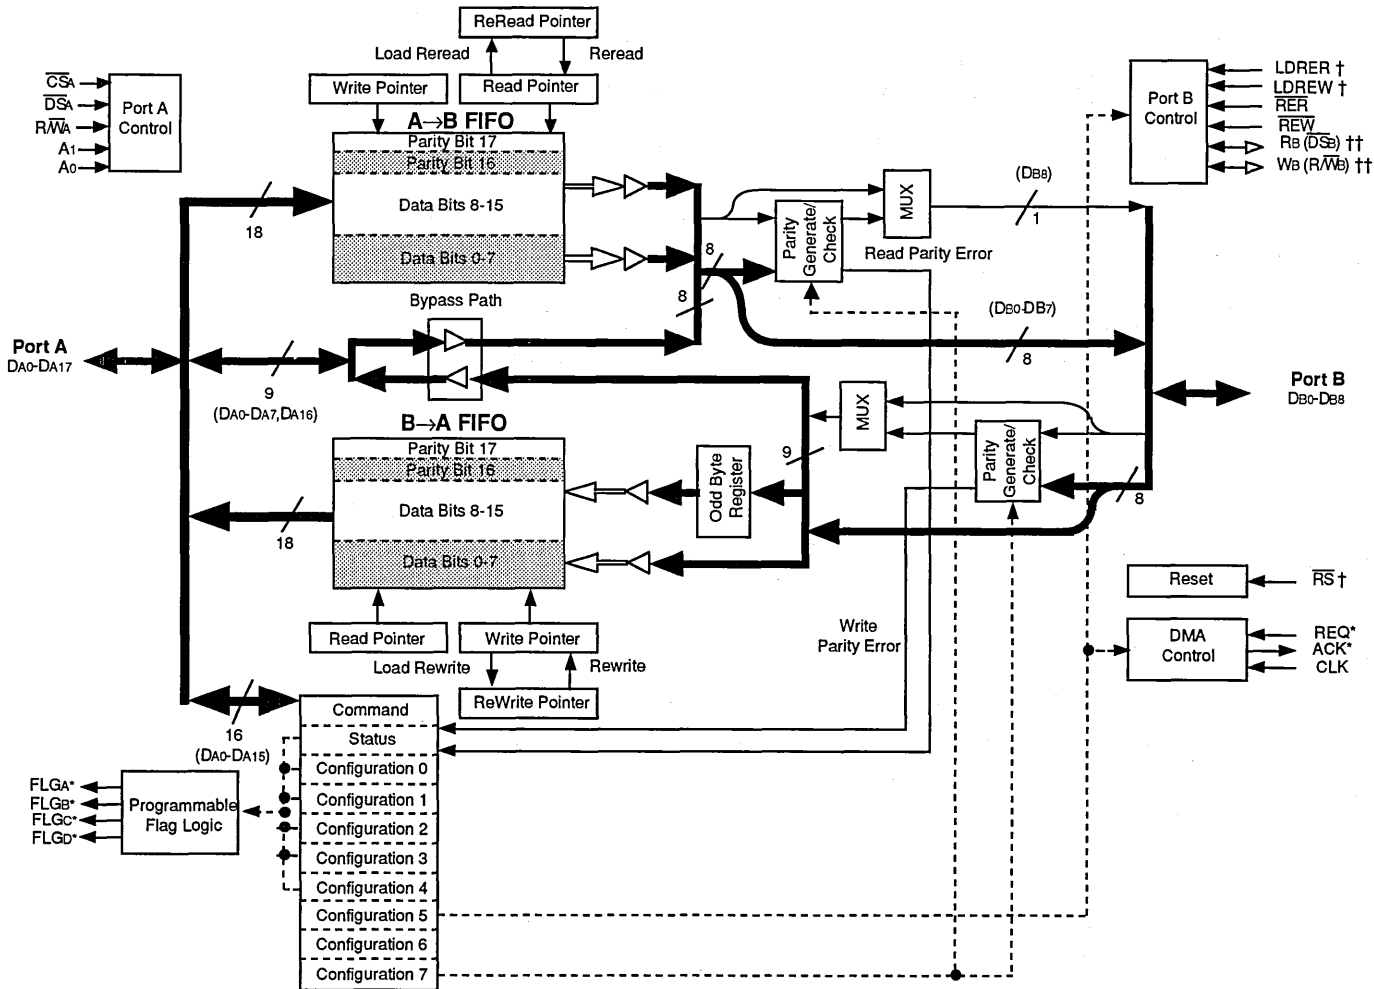 ReRead Pointer
Load Reread
Reread
Write Pointer
Read Pointer
A→B FIFO
Parity Bit 17
Parity Bit 16
Data Bits 8-15
Data Bits 0-7
CSA
DSA
R/WA
A1
A0
Port A
Control
18
Bypass Path
8
8
Parity
Generate/
Check
MUX
Read Parity Error
(DB8)
1
(DB0-DB7)
8
Port B
Control
LDRER †
LDREW †
RER
REW
RB (DSB) ††
WB (R/WB) ††
Port A
DA0-DA17
9
(DA0-DA7,DA16)
Port B
DB0-DB8
B→A FIFO
Parity Bit 17
Parity Bit 16
Data Bits 8-15
Data Bits 0-7
18
Odd Byte
Register
9
MUX
Parity
Generate/
Check
8
Read Pointer
Write Pointer
Load Rewrite
Rewrite
ReWrite Pointer
Write
Parity Error
Reset
RS †
DMA
Control
REQ*
ACK*
CLK
16
(DA0-DA15)
Command
Status
Configuration 0
Configuration 1
Configuration 2
Configuration 3
Configuration 4
Configuration 5
Configuration 6
Configuration 7
FLGA*
FLGB*
FLGC*
FLGD*
Programmable
Flag Logic